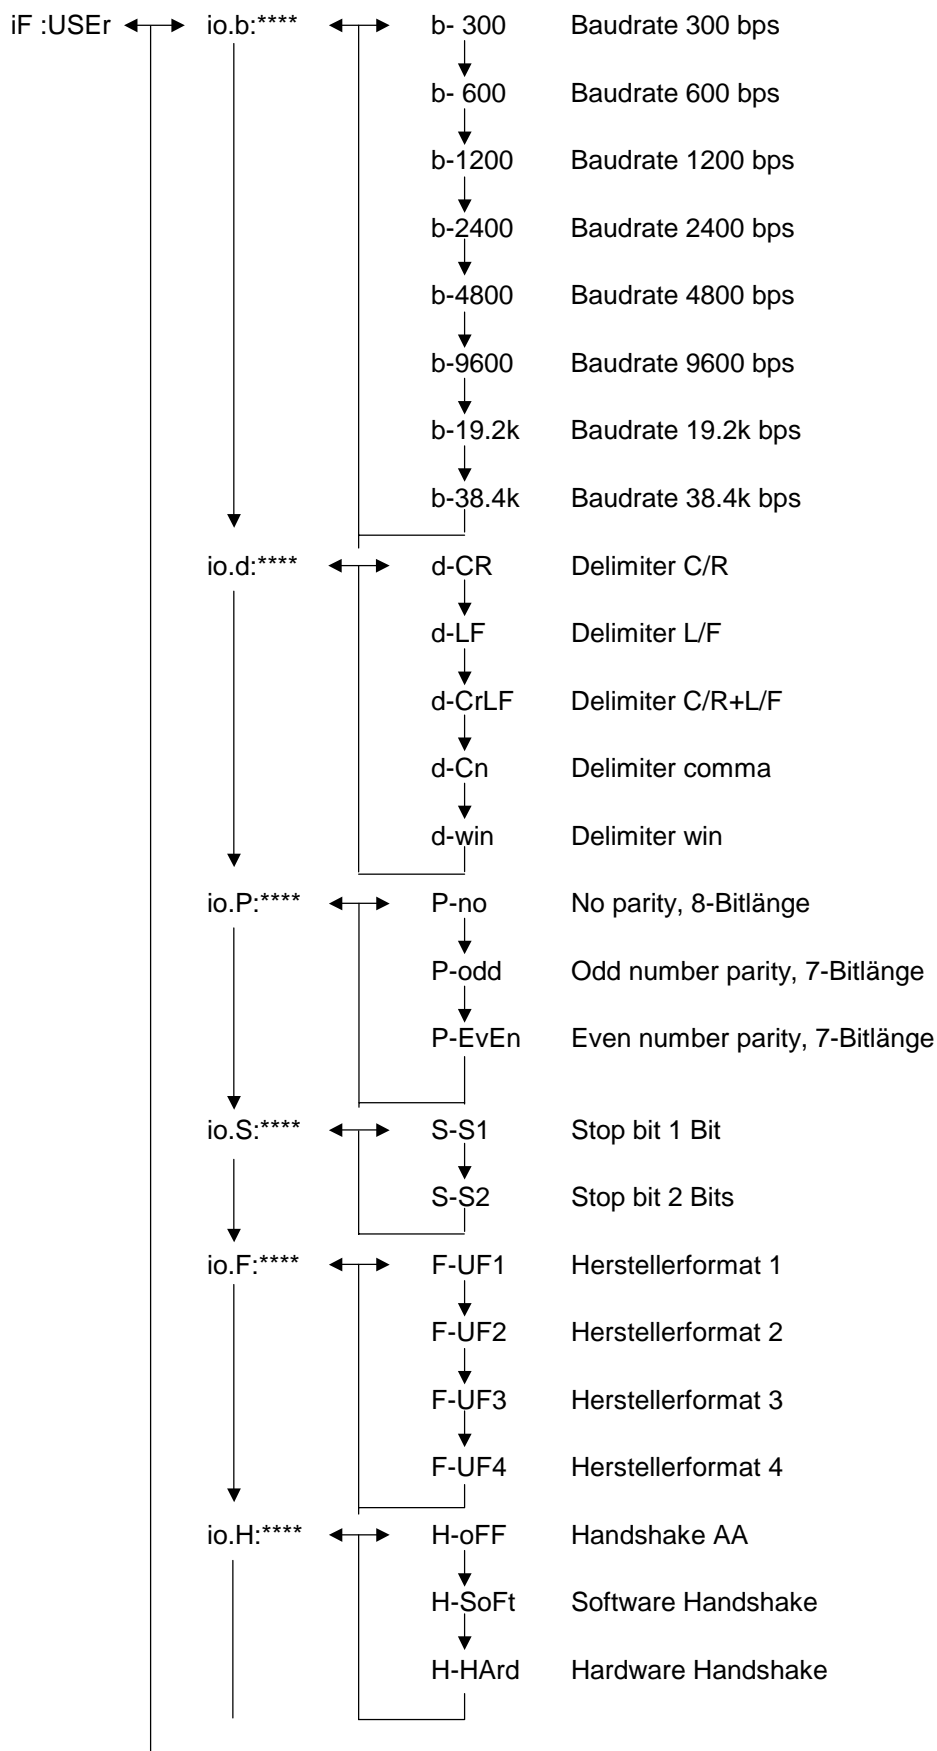 iF :USEr io.b:**** b- 300 Baudrate 300 bps
b- 600 Baudrate 600 bps
b-1200 Baudrate 1200 bps
b-2400 Baudrate 2400 bps
b-4800 Baudrate 4800 bps
b-9600 Baudrate 9600 bps
b-19.2k Baudrate 19.2k bps
b-38.4k Baudrate 38.4k bps
io.d:**** d-CR Delimiter C/R
d-LF Delimiter L/F
d-CrLF Delimiter C/R+L/F
d-Cn Delimiter comma
d-win Delimiter win
io.P:**** P-no No parity, 8-Bitlänge
P-odd Odd number parity, 7-Bitlänge
P-EvEn Even number parity, 7-Bitlänge
io.S:**** S-S1 Stop bit 1 Bit
S-S2 Stop bit 2 Bits
io.F:**** F-UF1 Herstellerformat 1
F-UF2 Herstellerformat 2
F-UF3 Herstellerformat 3
F-UF4 Herstellerformat 4
io.H:**** H-oFF Handshake AA
H-SoFt Software Handshake
H-HArd Hardware Handshake